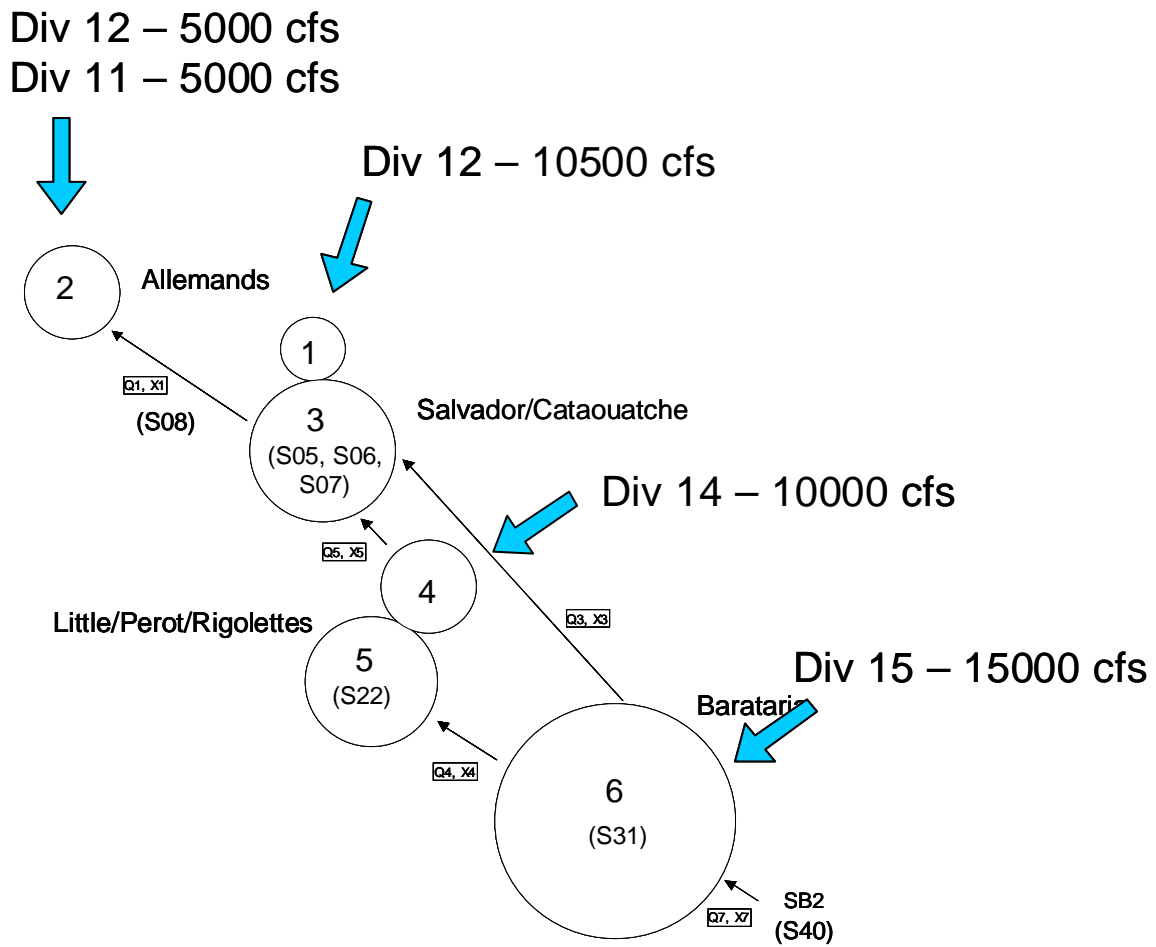 Div 12 – 5000 cfs
Div 11 – 5000 cfs
Div 12 – 10500 cfs
2
Allemands
1
Q1, X1
(S08)
3
(S05, S06,
S07)
Salvador/Cataouatche
Div 14 – 10000 cfs
Q5, X5
4
Q3, X3
Little/Perot/Rigolettes
5
(S22)
Div 15 – 15000 cfs
Barataria
Q4, X4
6
(S31)
SB2
(S40)
Q7, X7